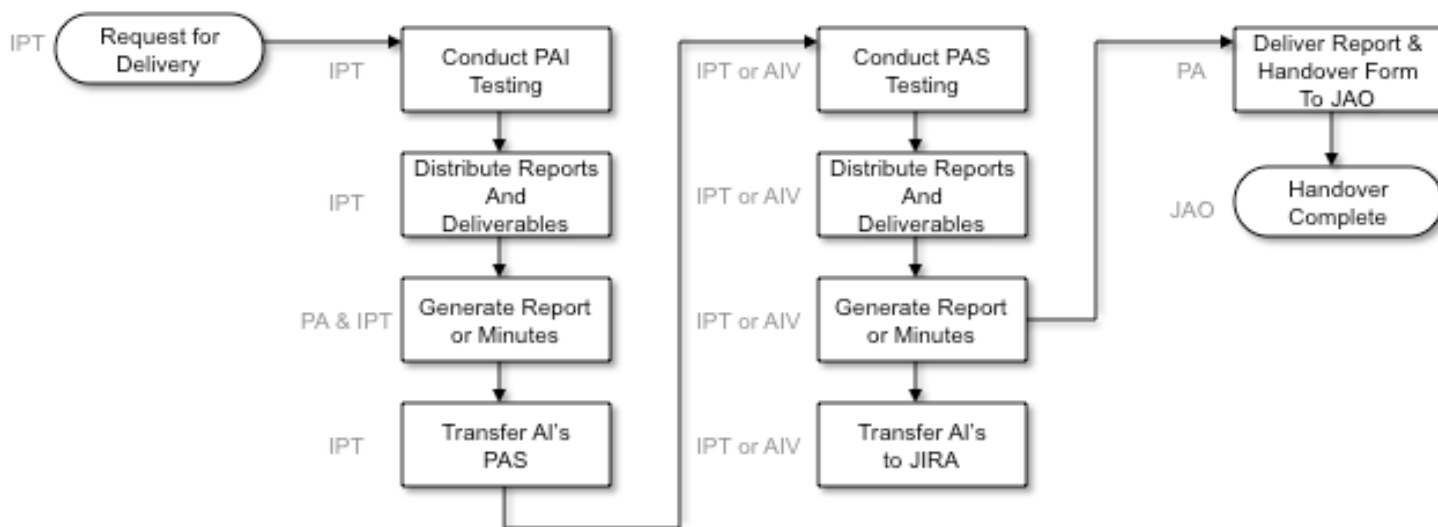 IPT
Request for
Delivery
IPT
Conduct PAI
Testing
IPT
Distribute Reports
And
Deliverables
PA & IPT
Generate Report
or Minutes
IPT
Transfer AI's
PAS
IPT or AIV
Conduct PAS
Testing
IPT or AIV
Distribute Reports
And
Deliverables
IPT or AIV
Generate Report
or Minutes
IPT or AIV
Transfer AI's
to JIRA
PA
Deliver Report &
Handover Form
To JAO
JAO
Handover
Complete